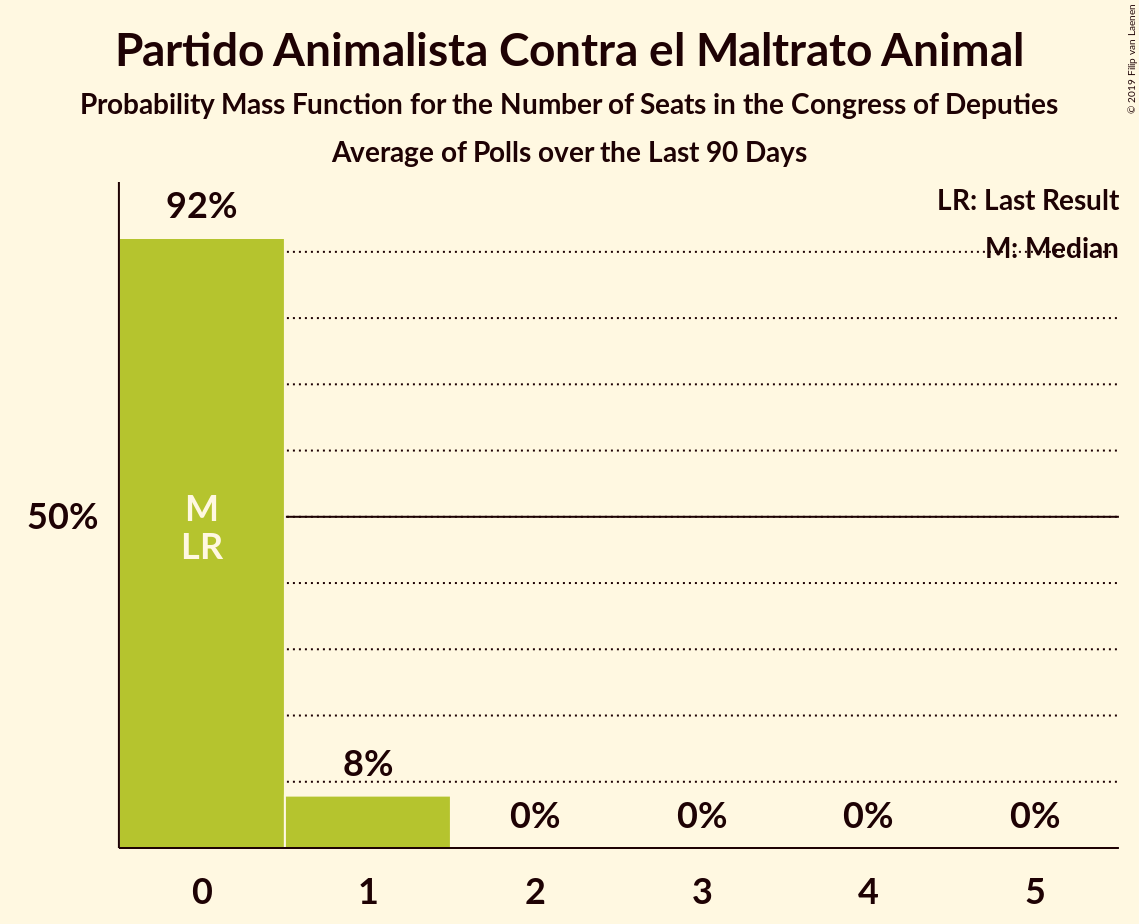 Partido Animalista Contra el Maltrato Animal
Probability Mass Function for the Number of Seats in the Congress of Deputies
Average of Polls over the Last 90 Days
© 2019 Filip van Laenen
LR: Last Result
M: Median
92%
50%
M
LR
8%
0%
0%
0%
0%
0
1
2
3
4
5